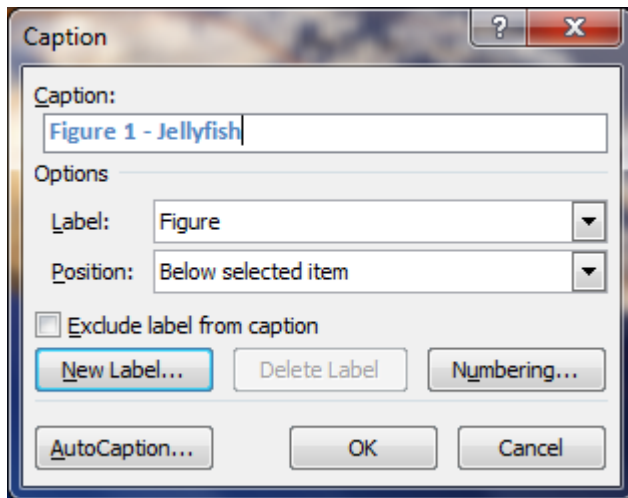 Caption
?
X
Caption:
Figure 1 - Jellyfish
Options
Label: Figure
Position: Below selected item
Exclude label from caption
New Label... Delete Label Numbering...
AutoCaption... OK Cancel